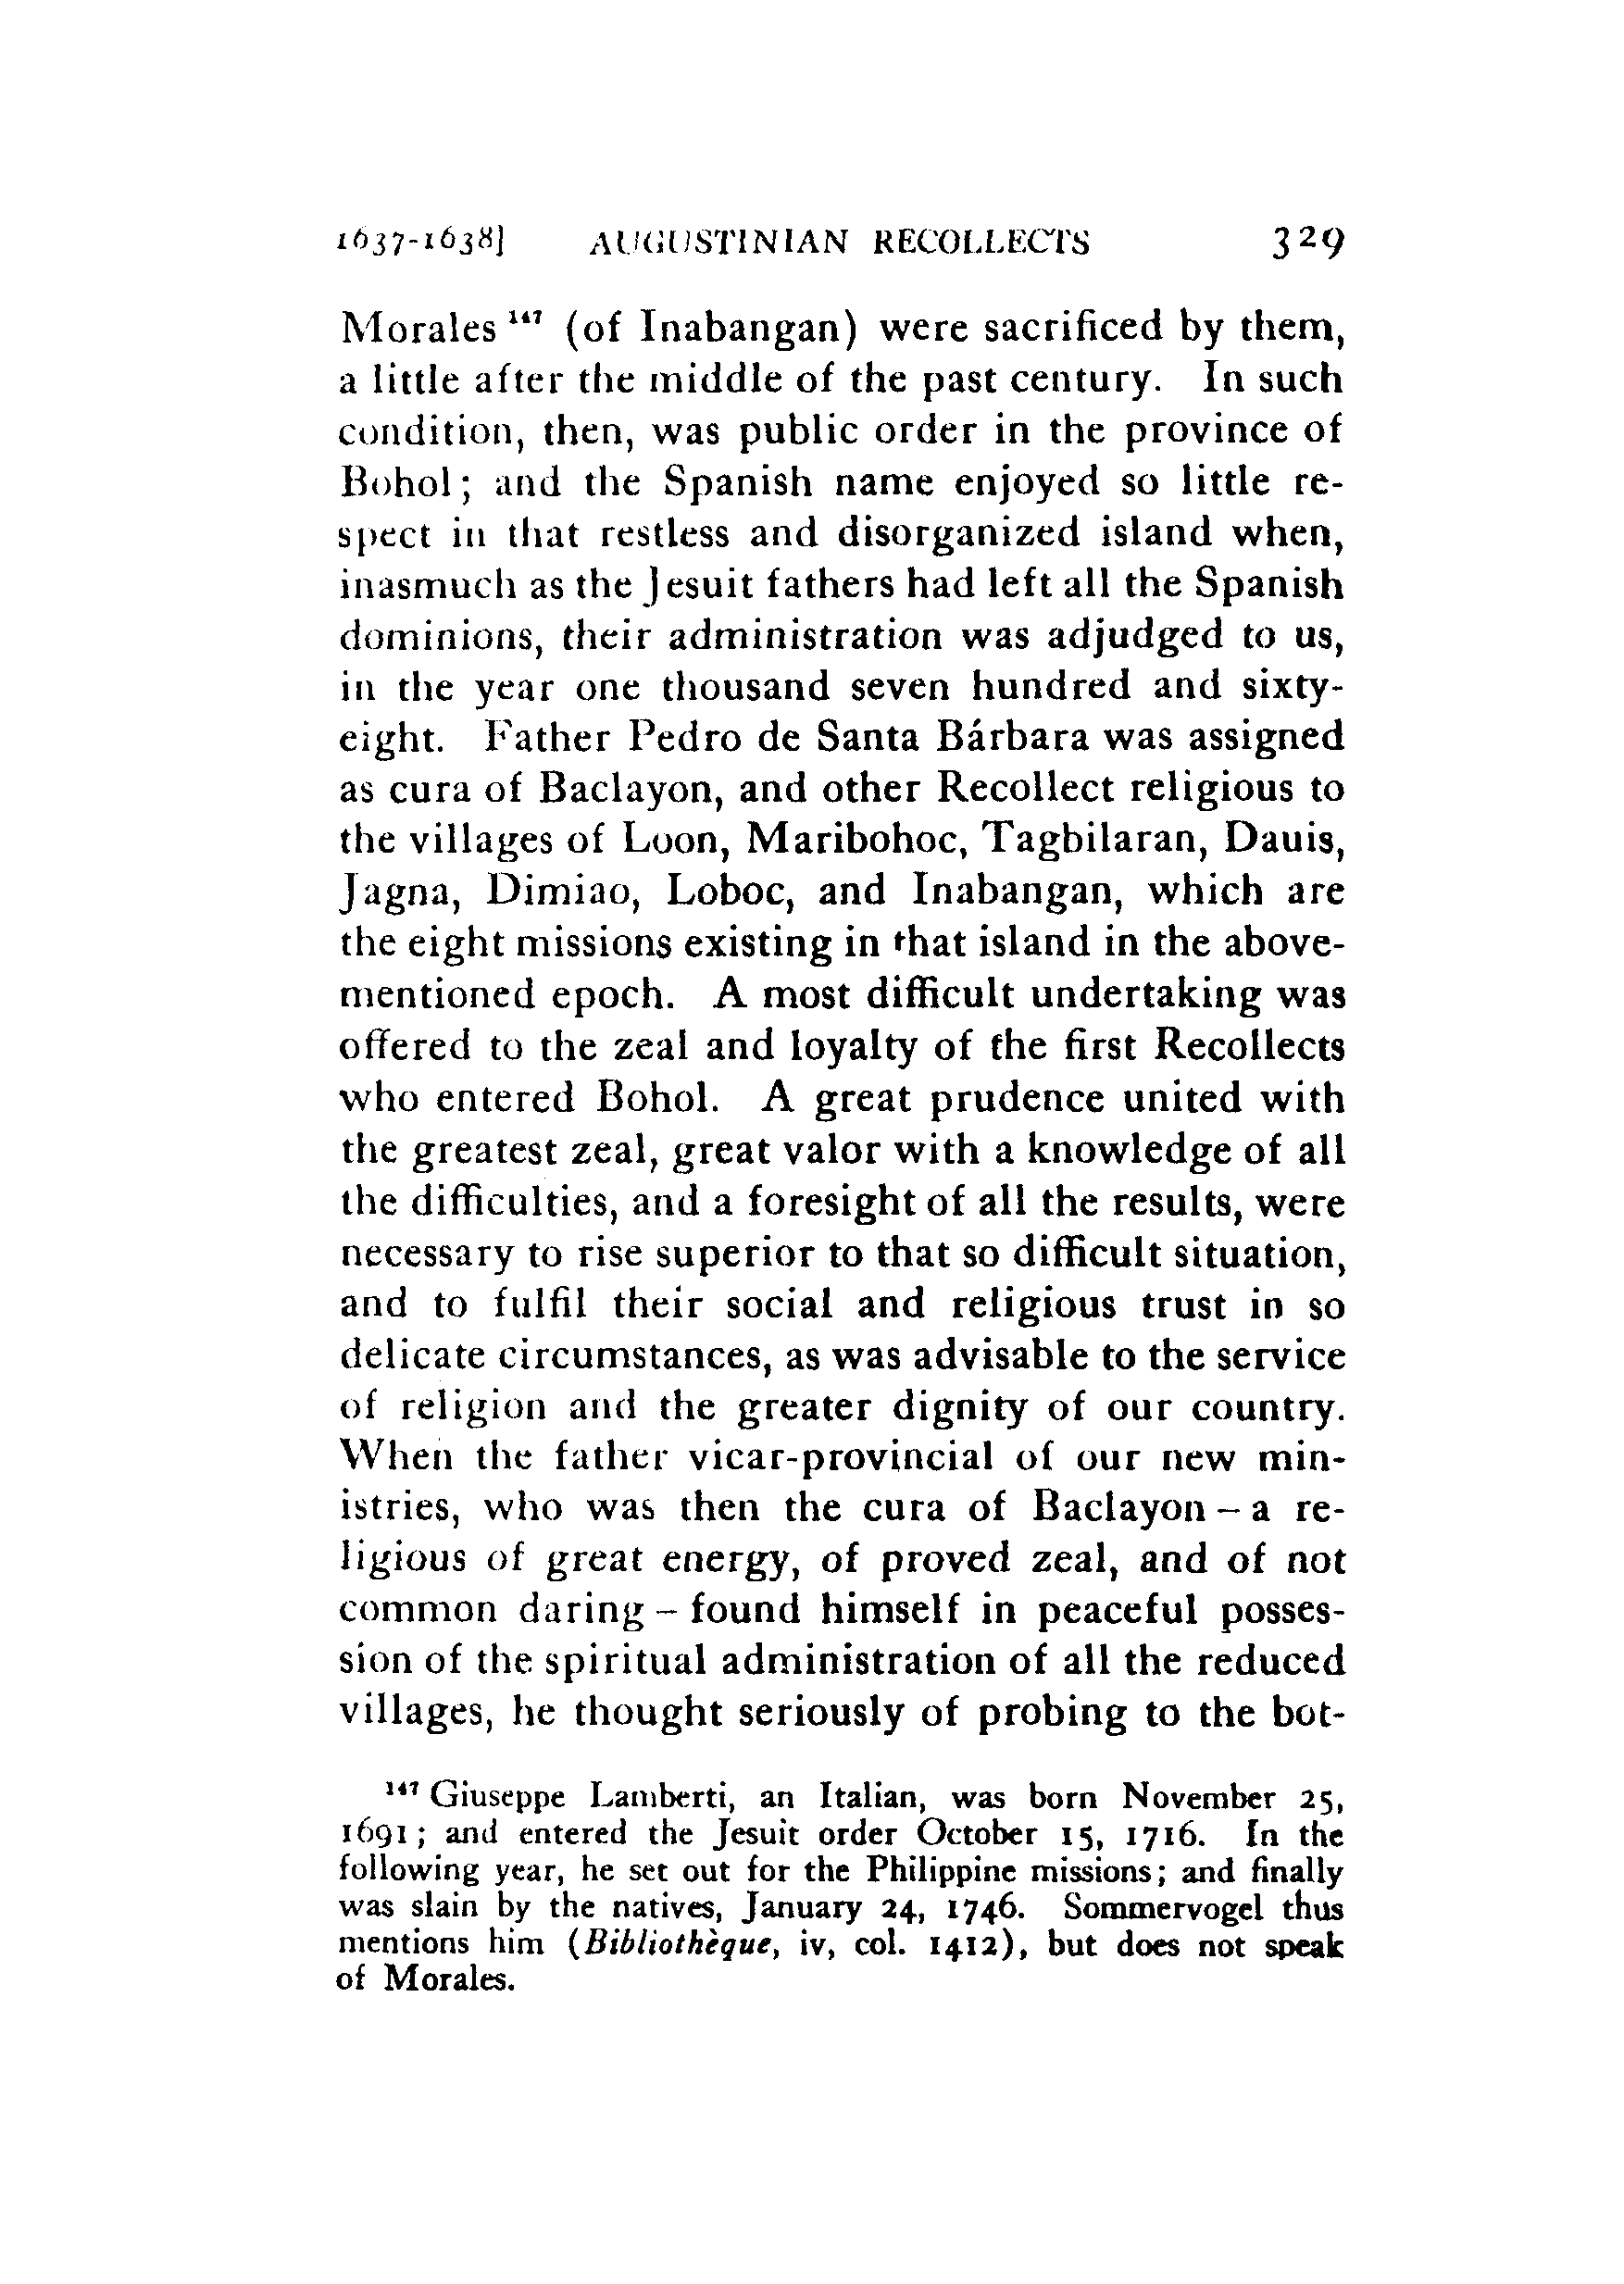 1637-1638] AUGUSTINIAN RECOLLECTS 329
Morales ¹⁴⁷ (of Inabangan) were sacrificed by them,
a little after the middle of the past century. In such
condition, then, was public order in the province of
Bohol; and the Spanish name enjoyed so little re-
spect in that restless and disorganized island when,
inasmuch as the Jesuit fathers had left all the Spanish
dominions, their administration was adjudged to us,
in the year one thousand seven hundred and sixty-
eight. Father Pedro de Santa Bárbara was assigned
as cura of Baclayon, and other Recollect religious to
the villages of Loon, Maribohoc, Tagbilaran, Dauis,
Jagna, Dimiao, Loboc, and Inabangan, which are
the eight missions existing in that island in the above-
mentioned epoch. A most difficult undertaking was
offered to the zeal and loyalty of the first Recollects
who entered Bohol. A great prudence united with
the greatest zeal, great valor with a knowledge of all
the difficulties, and a foresight of all the results, were
necessary to rise superior to that so difficult situation,
and to fulfil their social and religious trust in so
delicate circumstances, as was advisable to the service
of religion and the greater dignity of our country.
When the father vicar-provincial of our new min-
istries, who was then the cura of Baclayon – a re-
ligious of great energy, of proved zeal, and of not
common daring – found himself in peaceful posses-
sion of the spiritual administration of all the reduced
villages, he thought seriously of probing to the bot-
¹⁴⁷ Giuseppe Lamberti, an Italian, was born November 25,
1691; and entered the Jesuit order October 15, 1716. In the
following year, he set out for the Philippine missions; and finally
was slain by the natives, January 24, 1746. Sommervogel thus
mentions him (Bibliothèque, iv, col. 1412), but does not speak
of Morales.